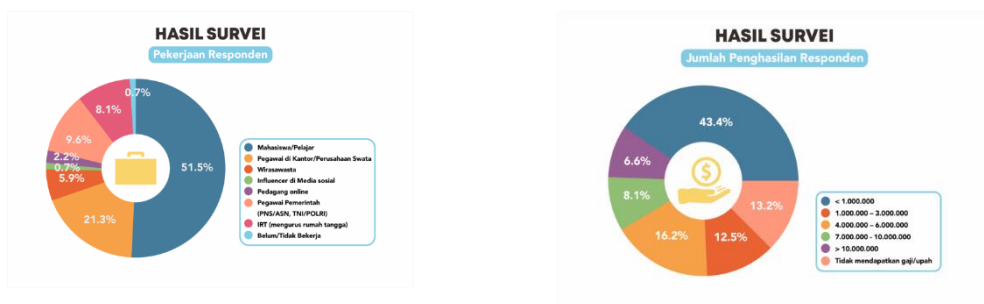 HASIL SURVEI
Pekerjaan Responden
0.7%
8.1%
9.6%
2.2%
0.7%
5.9%
21.3%
51.5%
Mahasiswa/Pelajar
Pegawai di Kantor/Perusahaan Swata
Wirasawasta
Influencer di Media sosial
Pedagang online
Pegawai Pemerintah
(PNS/ASN, TNI/POLRI)
IRT (mengurus rumah tangga)
Belum/Tidak Bekerja
HASIL SURVEI
Jumlah Penghasilan Responden
43.4%
6.6%
8.1%
16.2%
12.5%
13.2%
$
< 1.000.000
1.000.000 – 3.000.000
4.000.000 – 6.000.000
7.000.000 - 10.000.000
> 10.000.000
Tidak mendapatkan gaji/upah